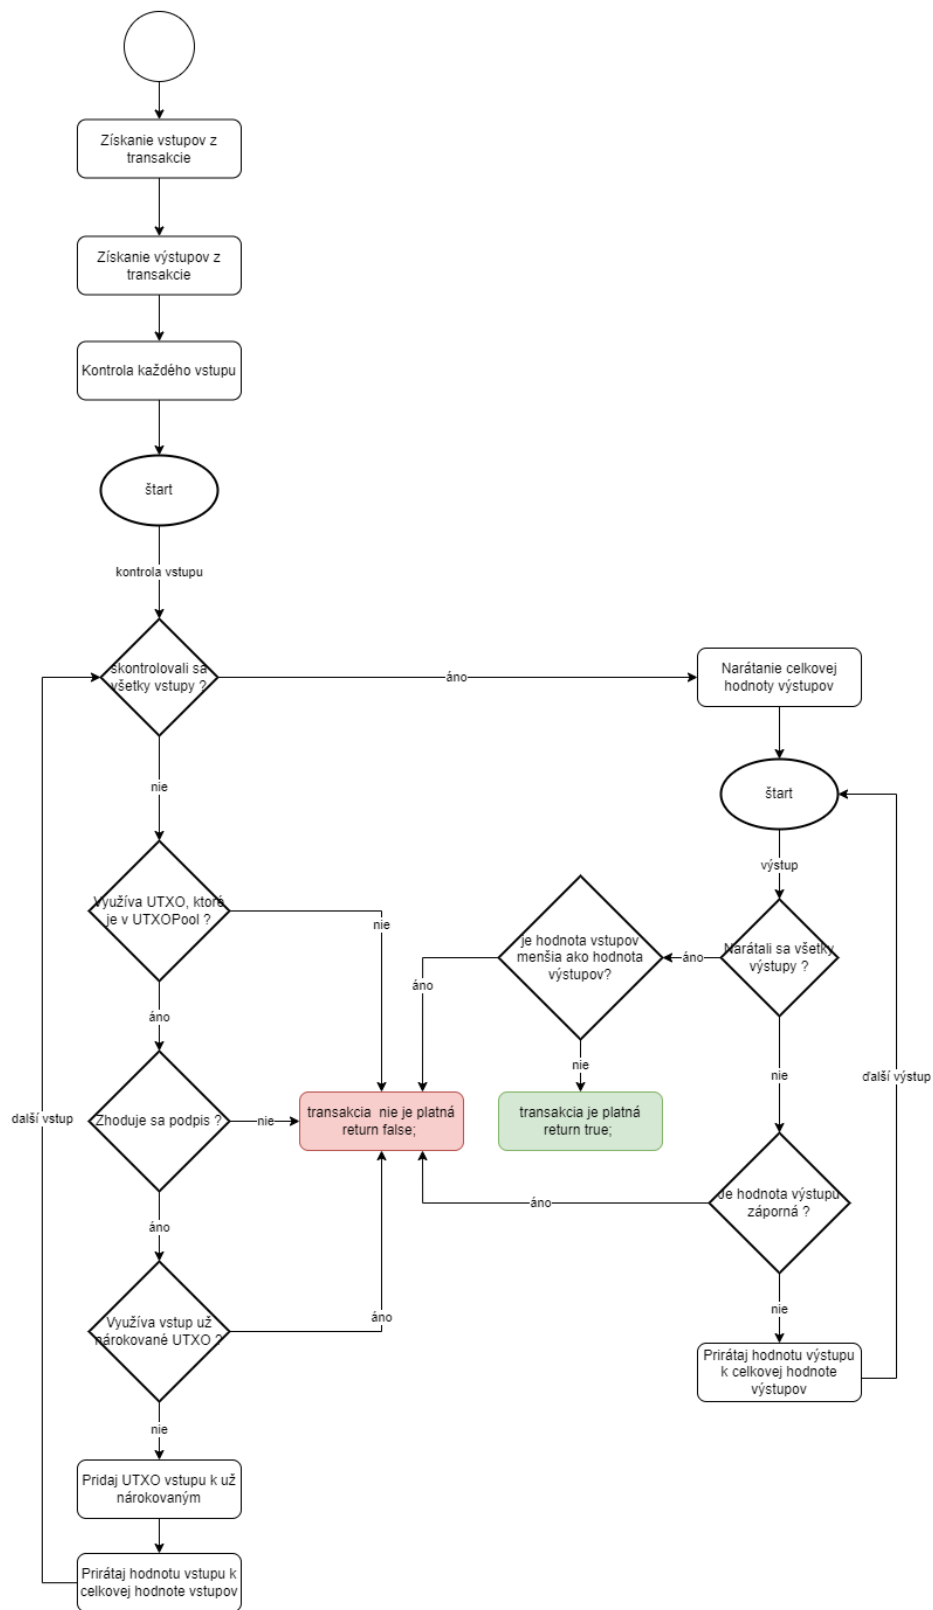 Získanie vstupov z
transakcie
Získanie výstupov z
transakcie
Kontrola každého vstupu
štart
kontrola vstupu
skontrolovali sa
všetky vstupy ?
áno
Narátanie celkovej
hodnoty výstupov
nie
štart
výstup
Využíva UTXO, ktoré
je v UTXOPool ?
nie
je hodnota vstupov
menšia ako hodnota
výstupov?
áno
Narátali sa všetky
výstupy ?
áno
áno
nie
nie
ďalší výstup
další vstup
Zhoduje sa podpis ?
nie
transakcia  nie je platná
return false;
transakcia je platná
return true;
áno
Je hodnota výstupu
záporná ?
áno
nie
Využíva vstup už
nárokované UTXO ?
áno
Prirátaj hodnotu výstupu
k celkovej hodnote
výstupov
nie
Pridaj UTXO vstupu k už
nárokovaným
Prirátaj hodnotu vstupu k
celkovej hodnote vstupov